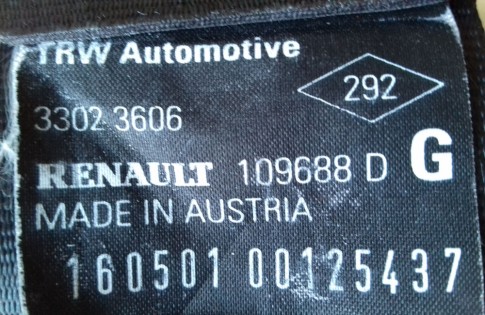 TRW Automotive
292
3302 3606
RENAULT 109688 D G
MADE IN AUSTRIA
160501 00125437